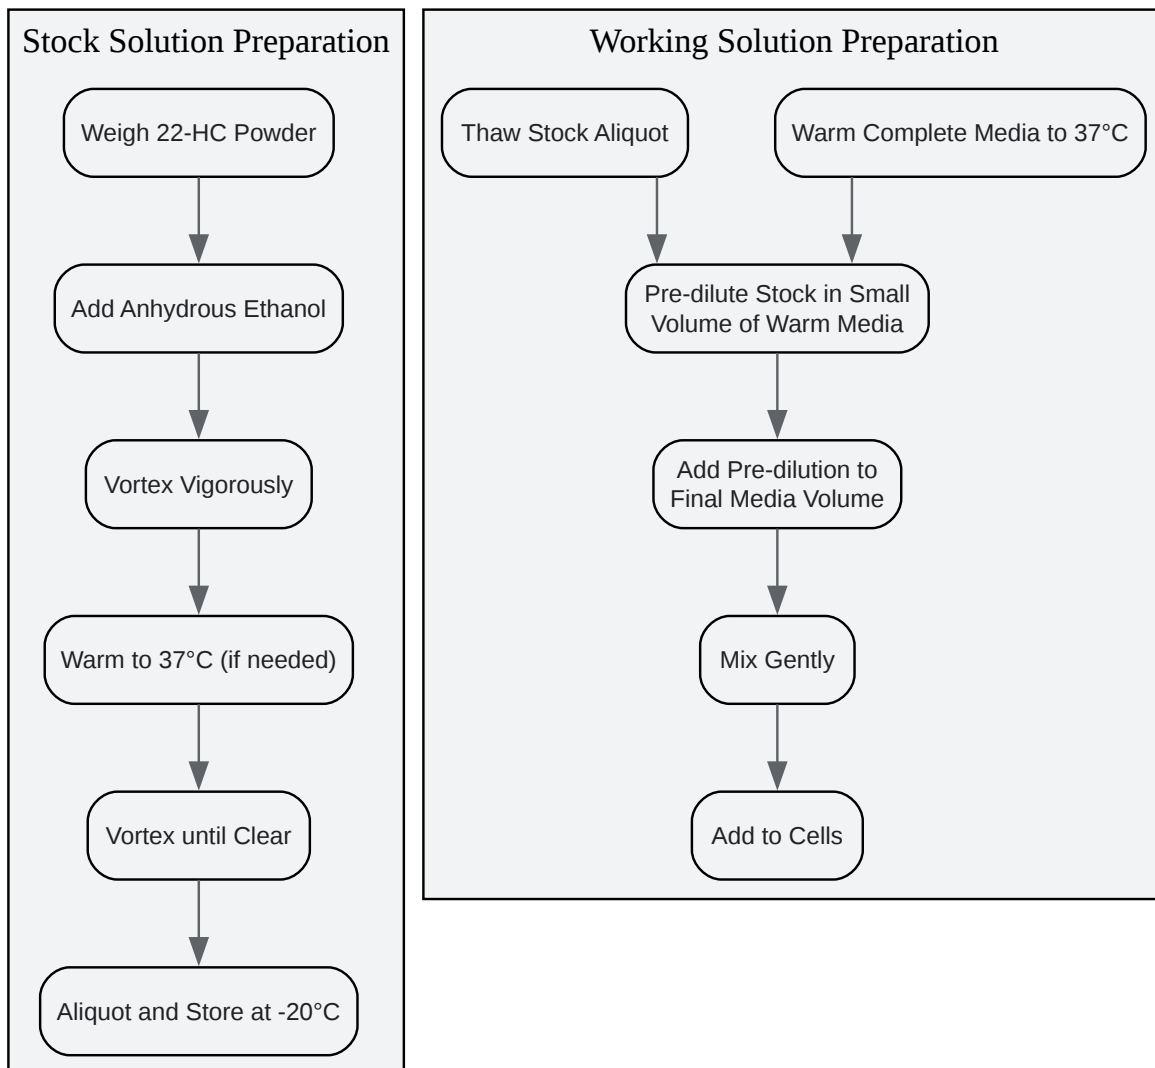 Stock Solution Preparation
Weigh 22-HC Powder
Add Anhydrous Ethanol
Vortex Vigorously
Warm to 37°C (if needed)
Vortex until Clear
Aliquot and Store at -20°C
Working Solution Preparation
Thaw Stock Aliquot
Warm Complete Media to 37°C
Pre-dilute Stock in Small
Volume of Warm Media
Add Pre-dilution to
Final Media Volume
Mix Gently
Add to Cells